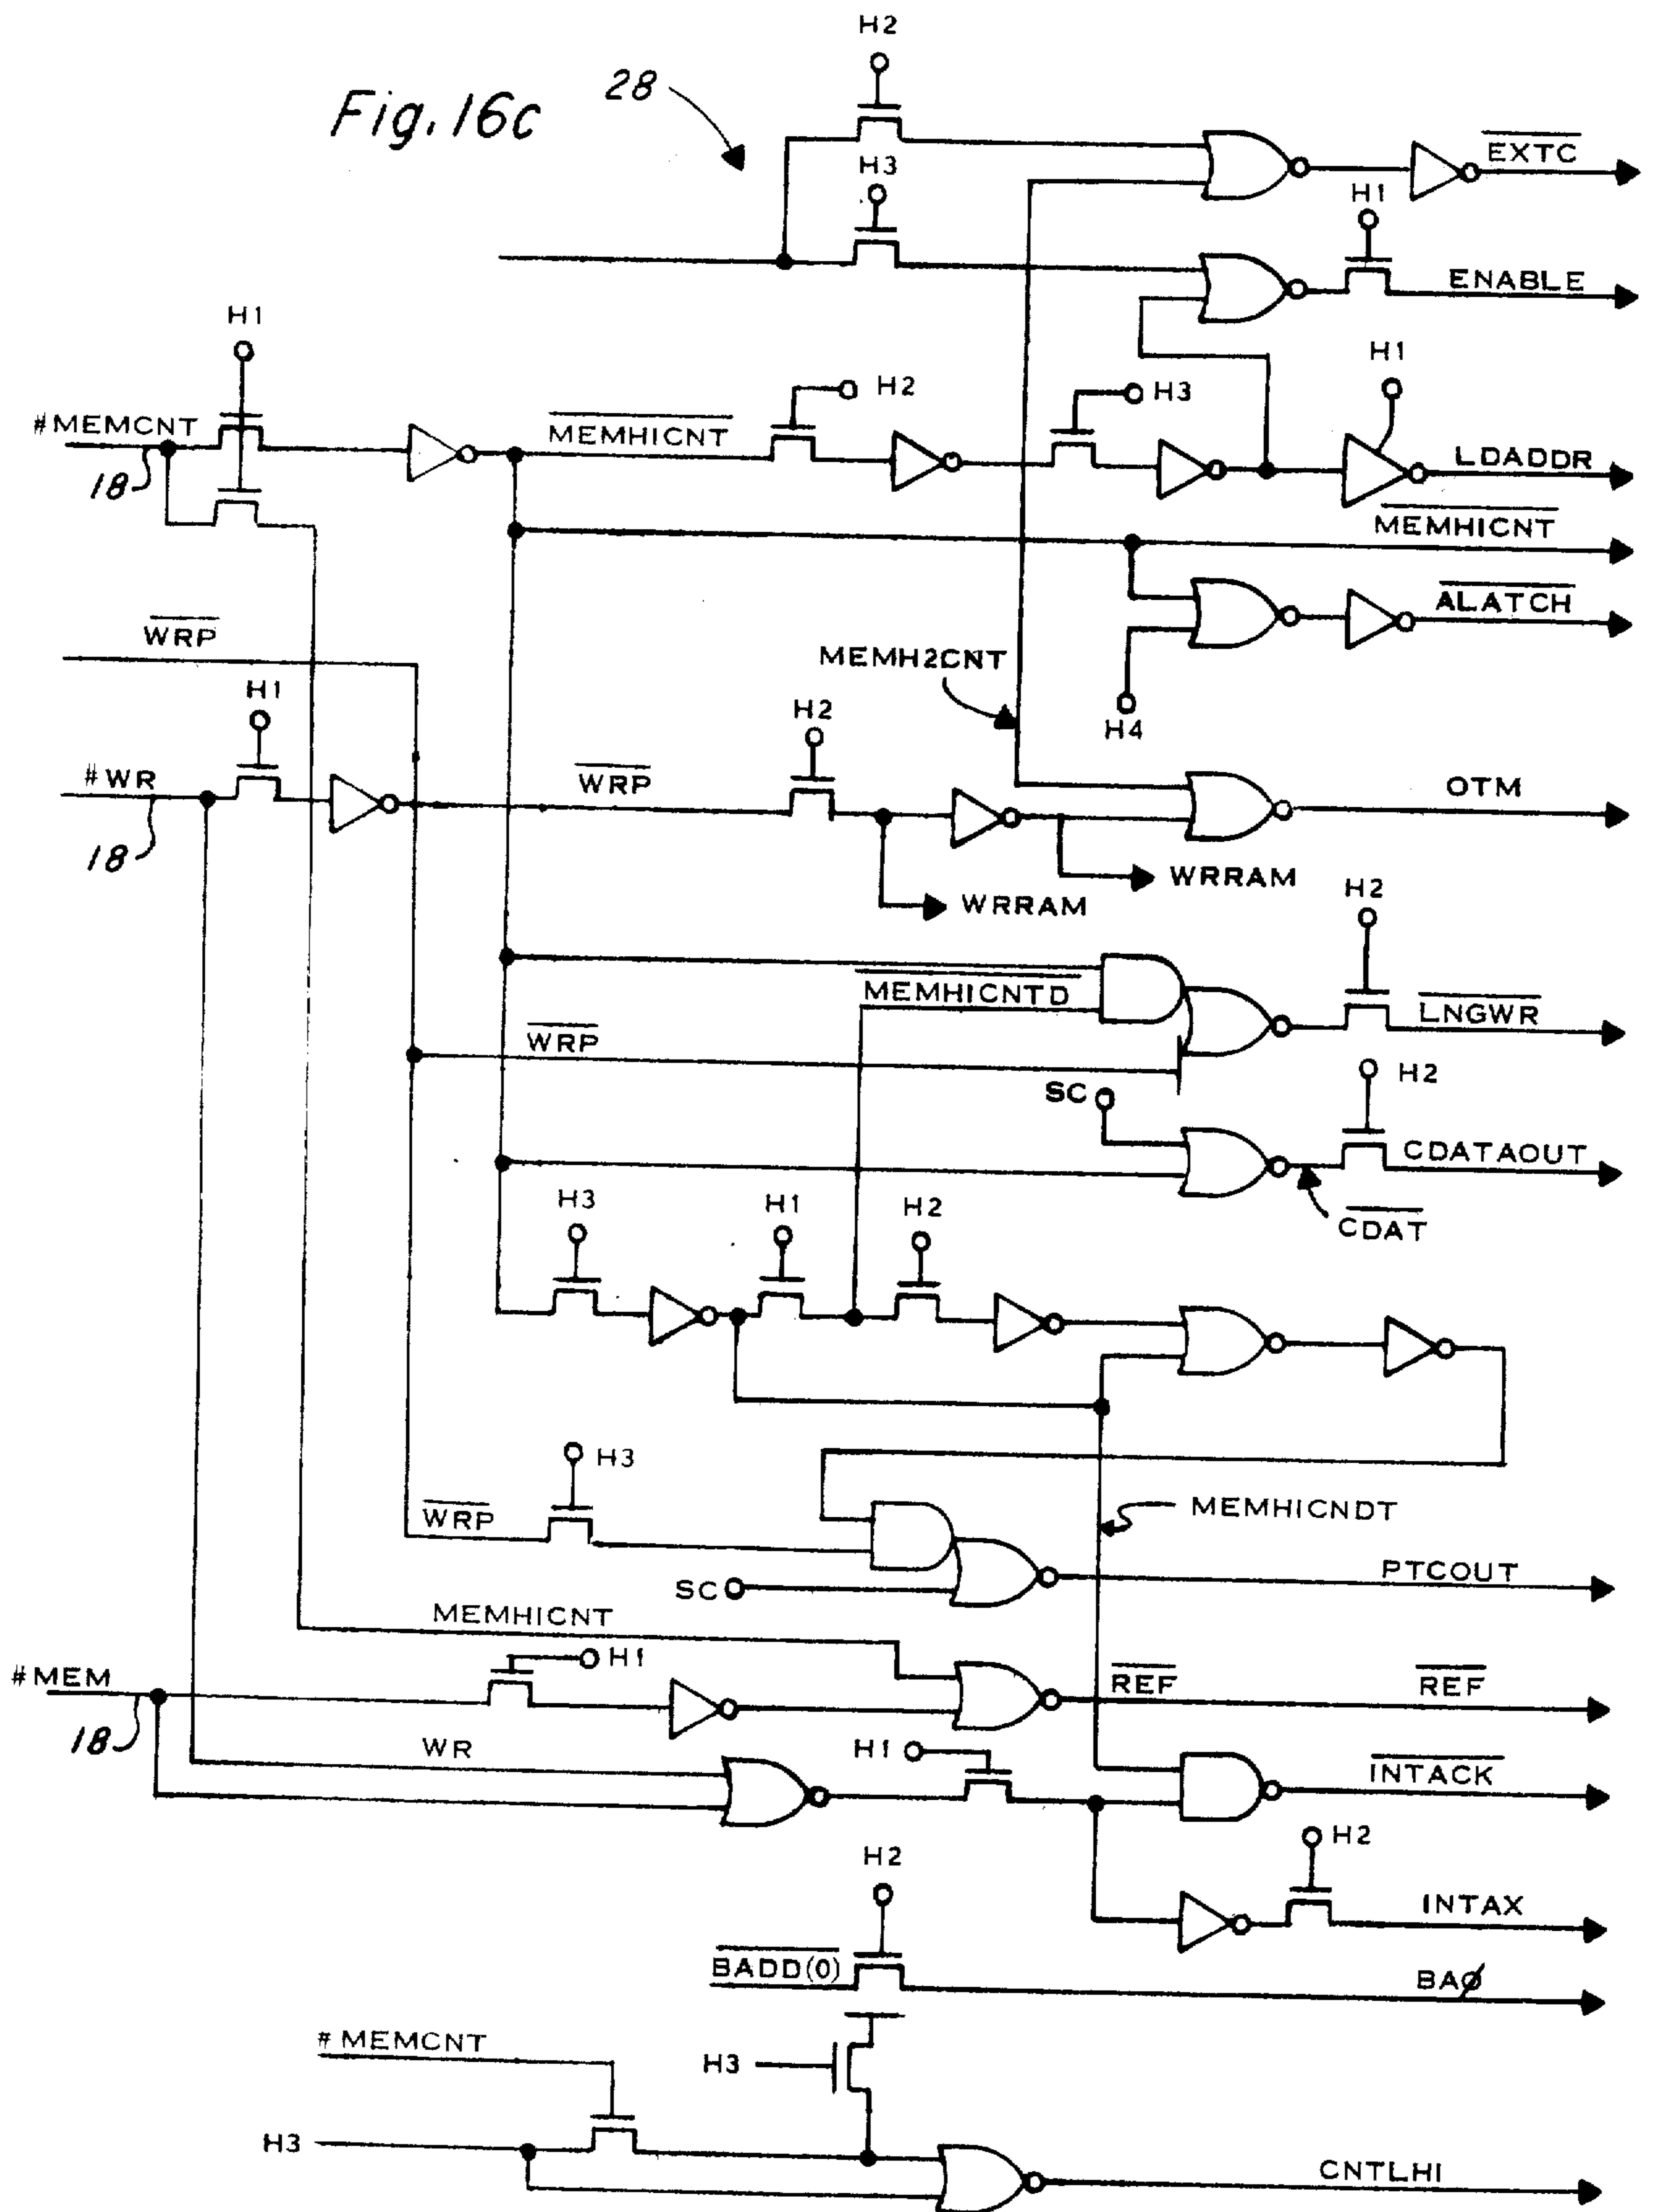 Fig. 16c
28
H2
H3
EXTC
H1
ENABLE
H1
#MEMCNT
18
MEMHICNT
H2
H3
H1
LDADDR
MEMHICNT
ALATCH
H4
WRP
MEMH2CNT
H1
#WR
18
WRP
H2
OTM
WRRAM
WRRAM
H2
MEMHICNTD
LNGWR
WRP
SC
H2
CDATAOUT
CDAT
H3
H1
H2
H3
WRP
MEMHICNDT
SC
PTCOUT
MEMHICNT
#MEM
18
H1
REF
REF
WR
H1
INTACK
H2
INTAX
H2
BADD(0)
BAØ
#MEMCNT
H3
H3
CNTLHI